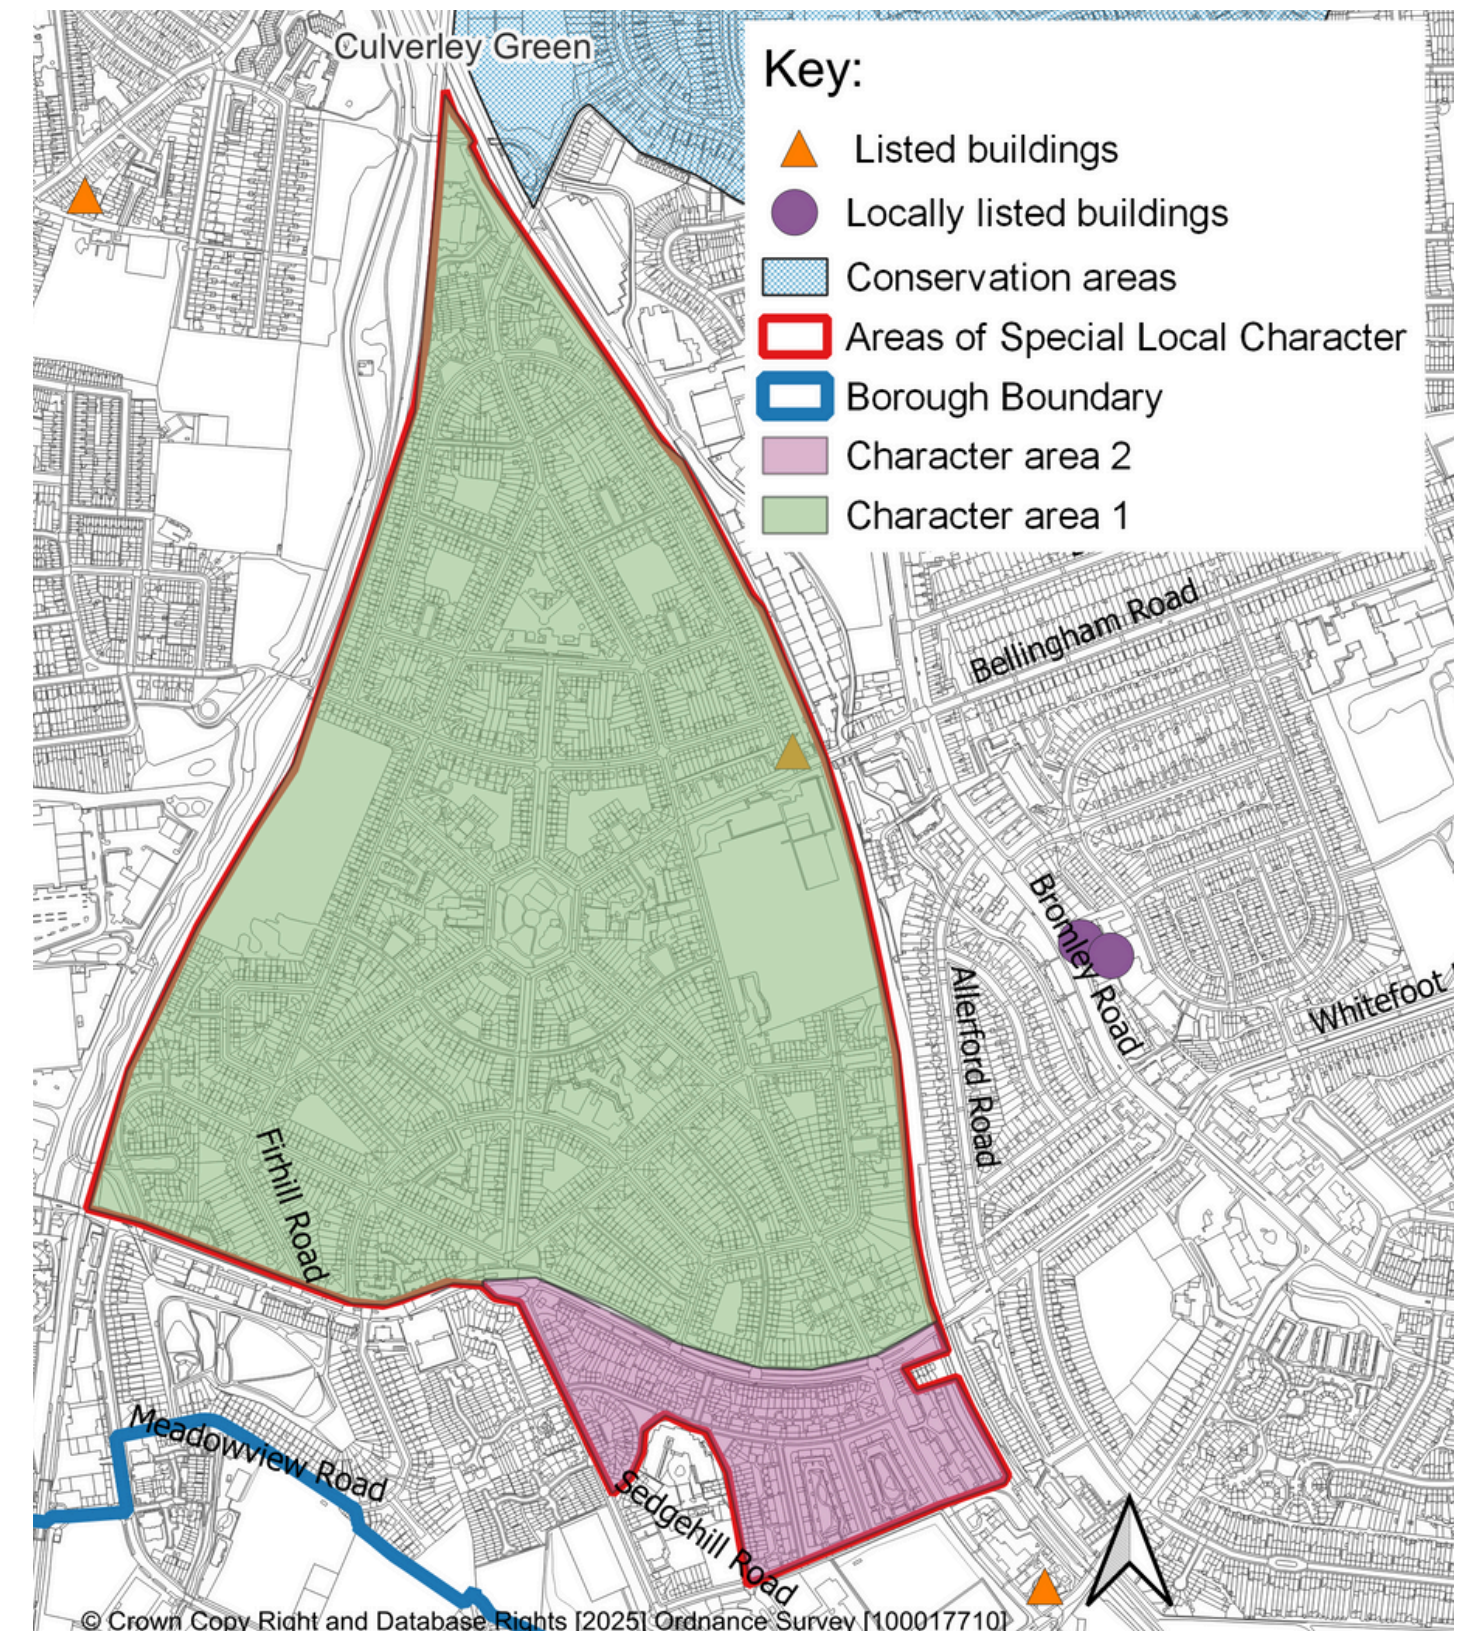 Culverley Green
Key:
Listed buildings
Locally listed buildings
Conservation areas
Areas of Special Local Character
Borough Boundary
Character area 2
Character area 1
Bellingham Road
Bromley Road
Whitefoot
Allerford Road
Firhill Road
Meadowview Road
Sedgehill Road
© Crown Copy Right and Database Rights [2025] Ordnance Survey [100017710]